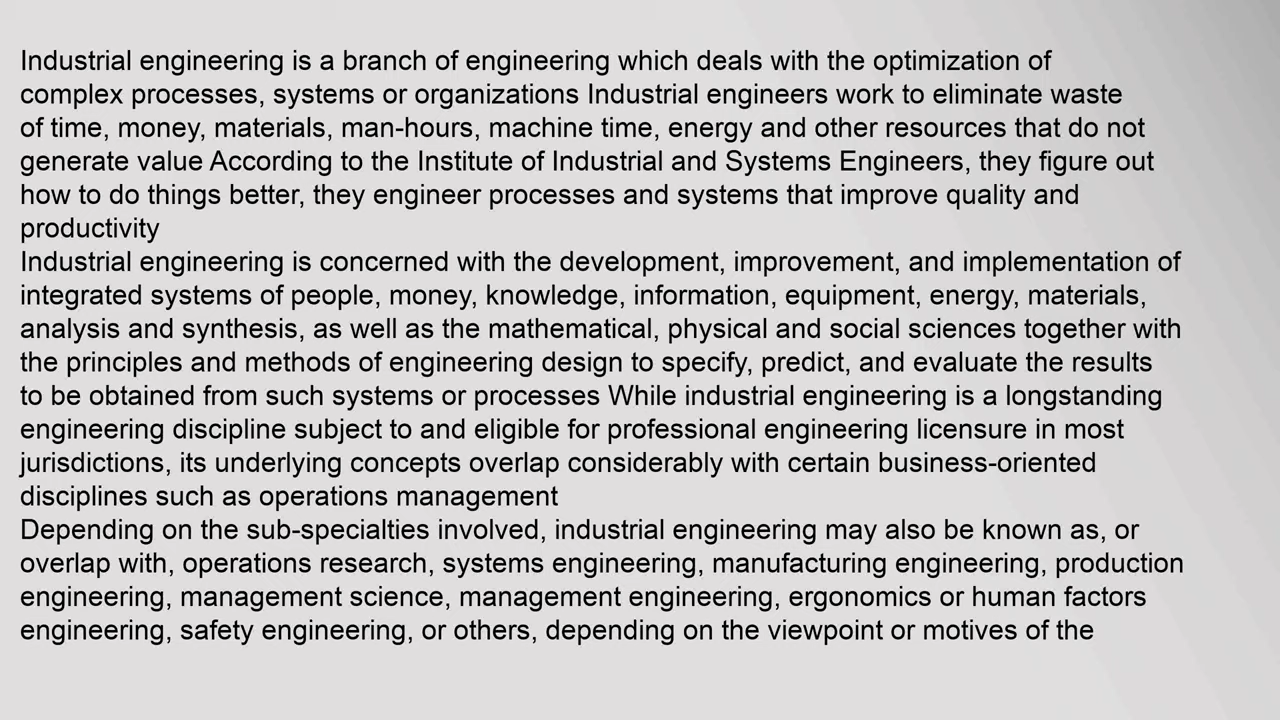 Industrial engineering is a branch of engineering which deals with the optimization of
complex processes, systems or organizations Industrial engineers work to eliminate waste
of time, money, materials, man-hours, machine time, energy and other resources that do not
generate value According to the Institute of Industrial and Systems Engineers, they figure out
how to do things better, they engineer processes and systems that improve quality and
productivity
Industrial engineering is concerned with the development, improvement, and implementation of
integrated systems of people, money, knowledge, information, equipment, energy, materials,
analysis and synthesis, as well as the mathematical, physical and social sciences together with
the principles and methods of engineering design to specify, predict, and evaluate the results
to be obtained from such systems or processes While industrial engineering is a longstanding
engineering discipline subject to and eligible for professional engineering licensure in most
jurisdictions, its underlying concepts overlap considerably with certain business-oriented
disciplines such as operations management
Depending on the sub-specialties involved, industrial engineering may also be known as, or
overlap with, operations research, systems engineering, manufacturing engineering, production
engineering, management science, management engineering, ergonomics or human factors
engineering, safety engineering, or others, depending on the viewpoint or motives of the